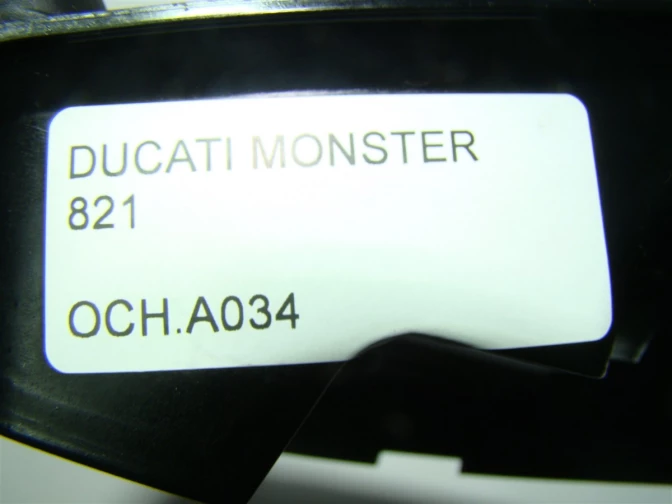 DUCATI MONSTER
821
OCH.A034